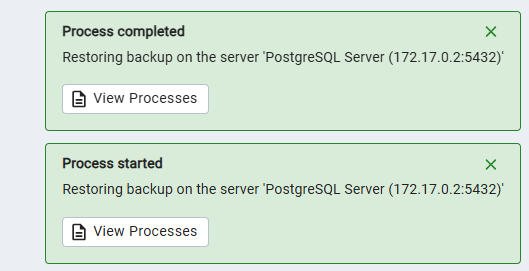 Process completed
Restoring backup on the server 'PostgreSQL Server (172.17.0.2:5432)'
View Processes
Process started
Restoring backup on the server 'PostgreSQL Server (172.17.0.2:5432)'
View Processes